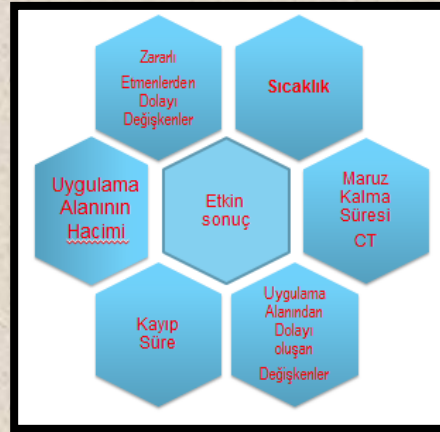 Zararlı
Etmenlerden
Dolayı
Değişkenler
Sıcaklık
Uygulama
Alanının
Hacimi
Etkin
sonuç
Maruz
Kalma
Süresi
CT
Kayıp
Süre
Uygulama
Alanından
Dolayı
oluşan
Değişkenler